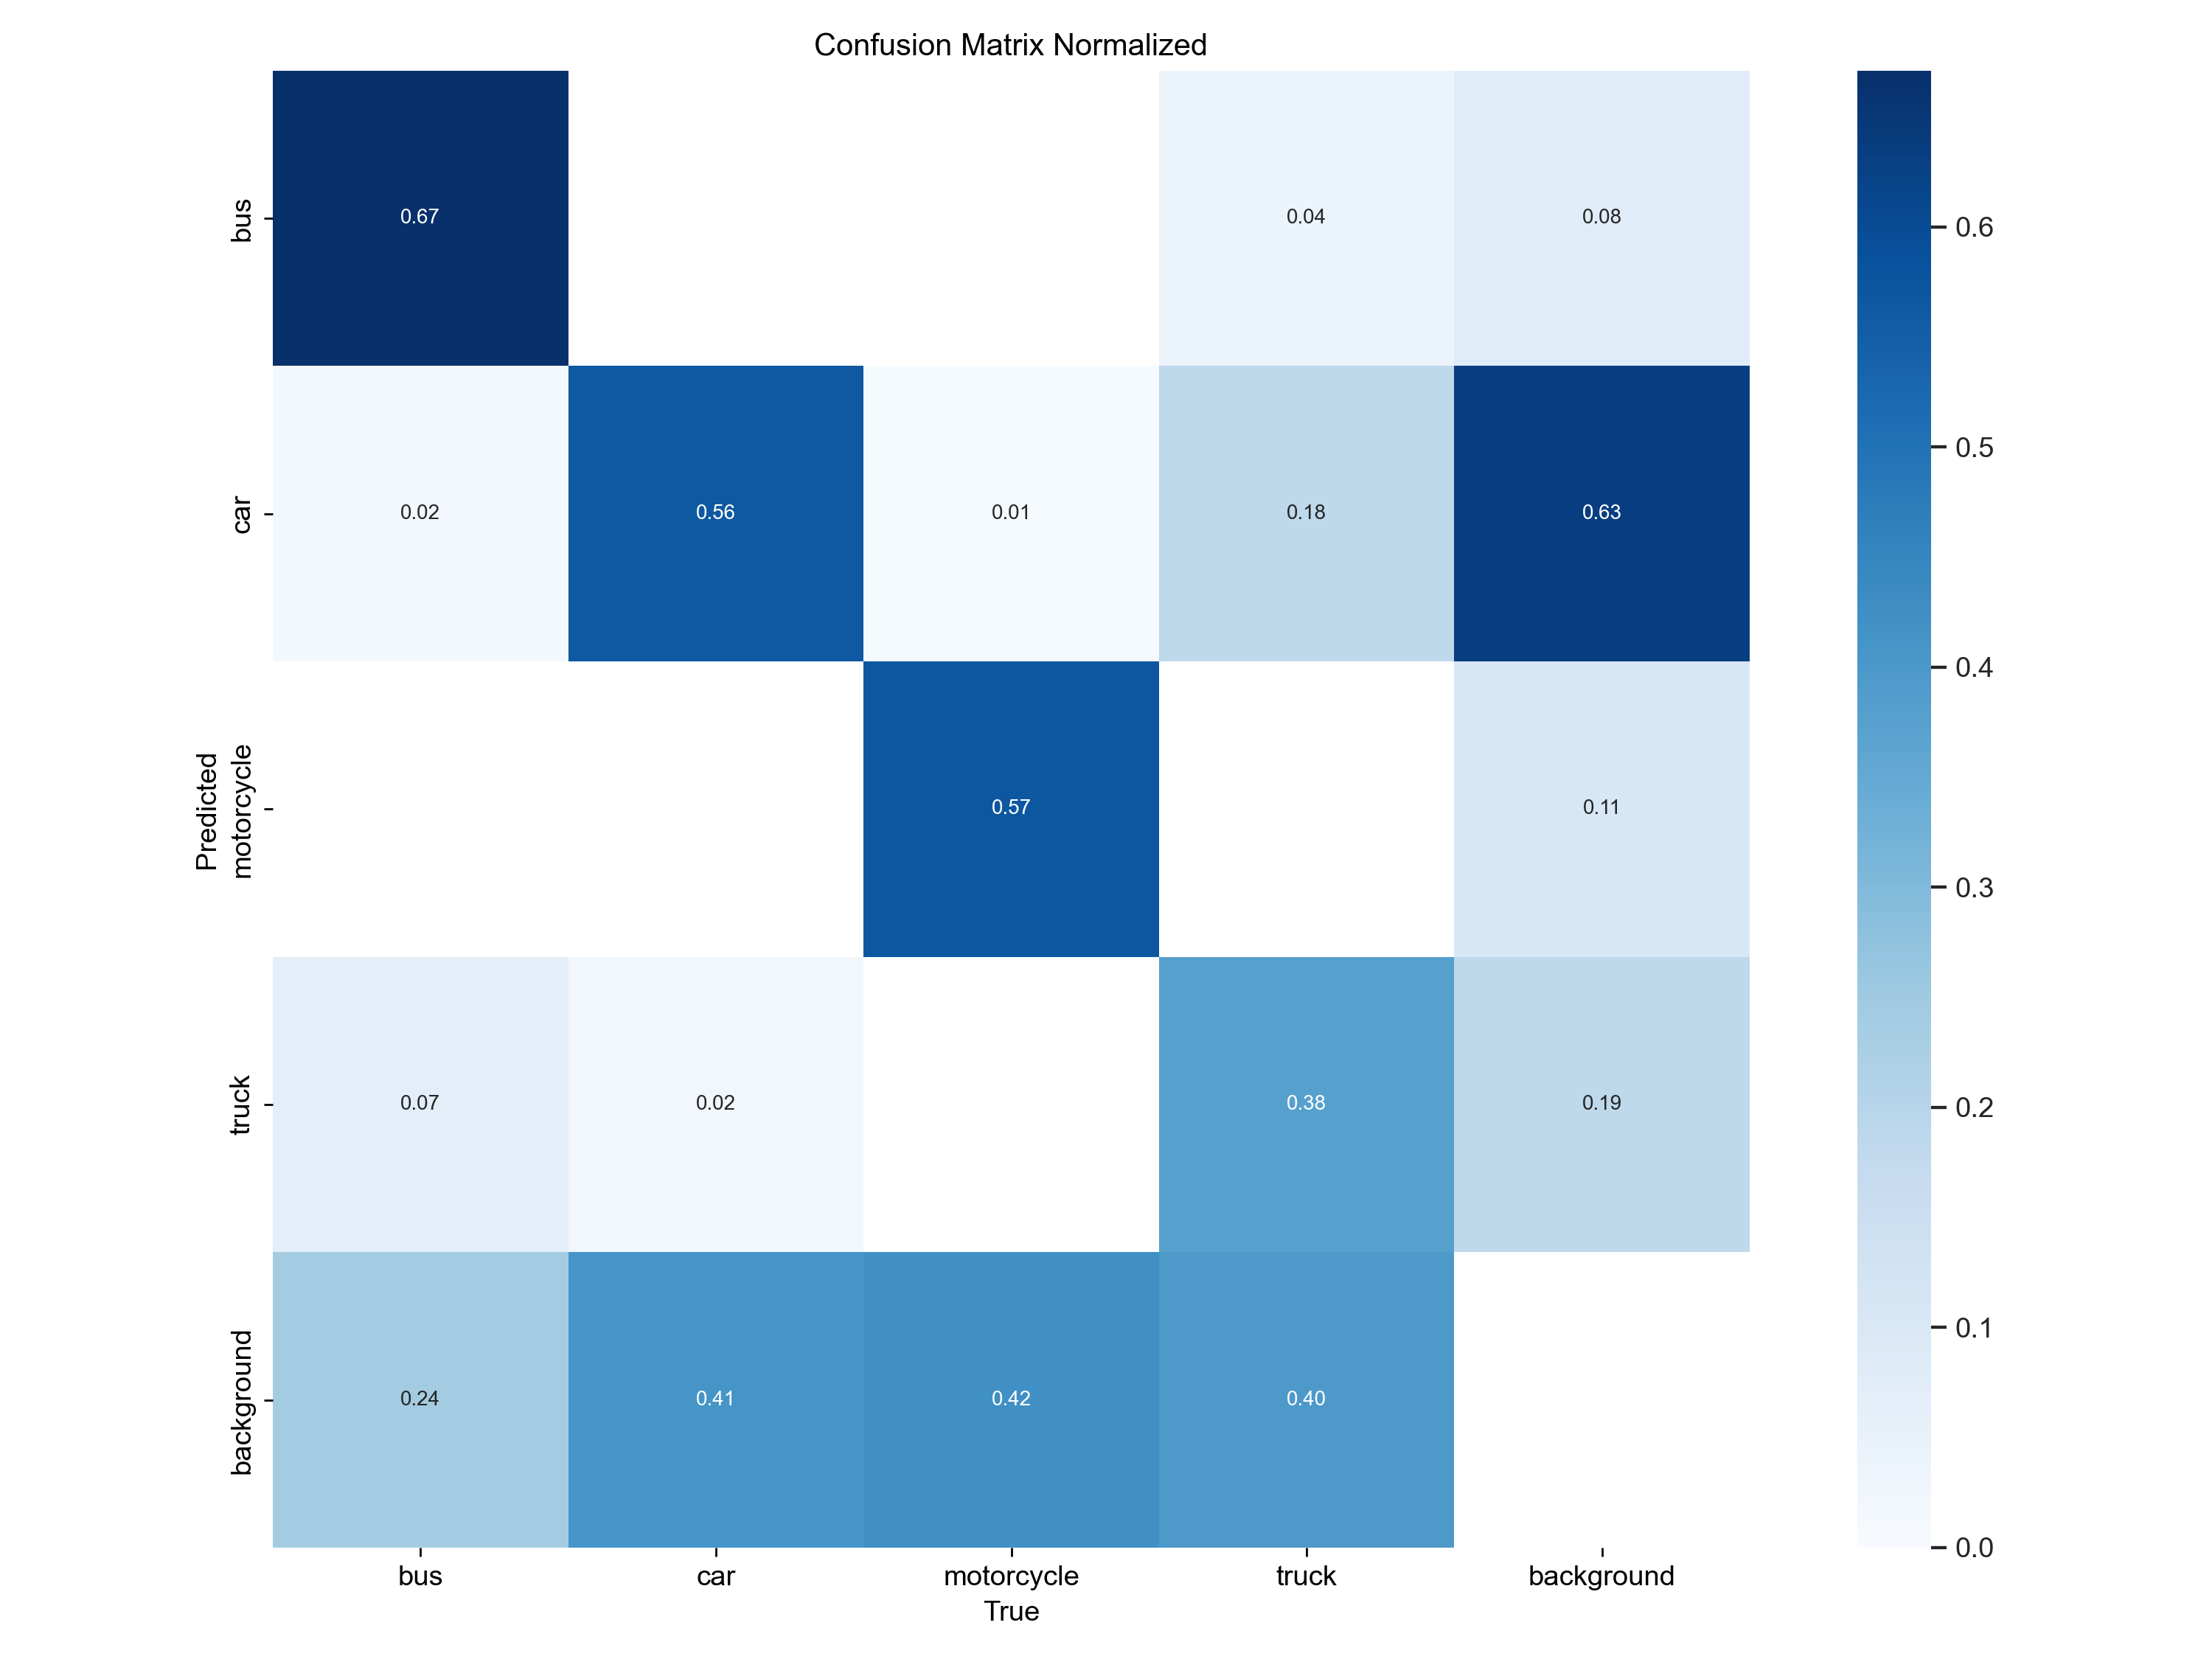 Confusion Matrix Normalized
Predicted
bus
0.67
0.04
0.08
car
0.02
0.56
0.01
0.18
0.63
motorcycle
0.57
0.11
truck
0.07
0.02
0.38
0.19
background
0.24
0.41
0.42
0.40
bus
car
motorcycle
truck
background
True
0.6
0.5
0.4
0.3
0.2
0.1
0.0